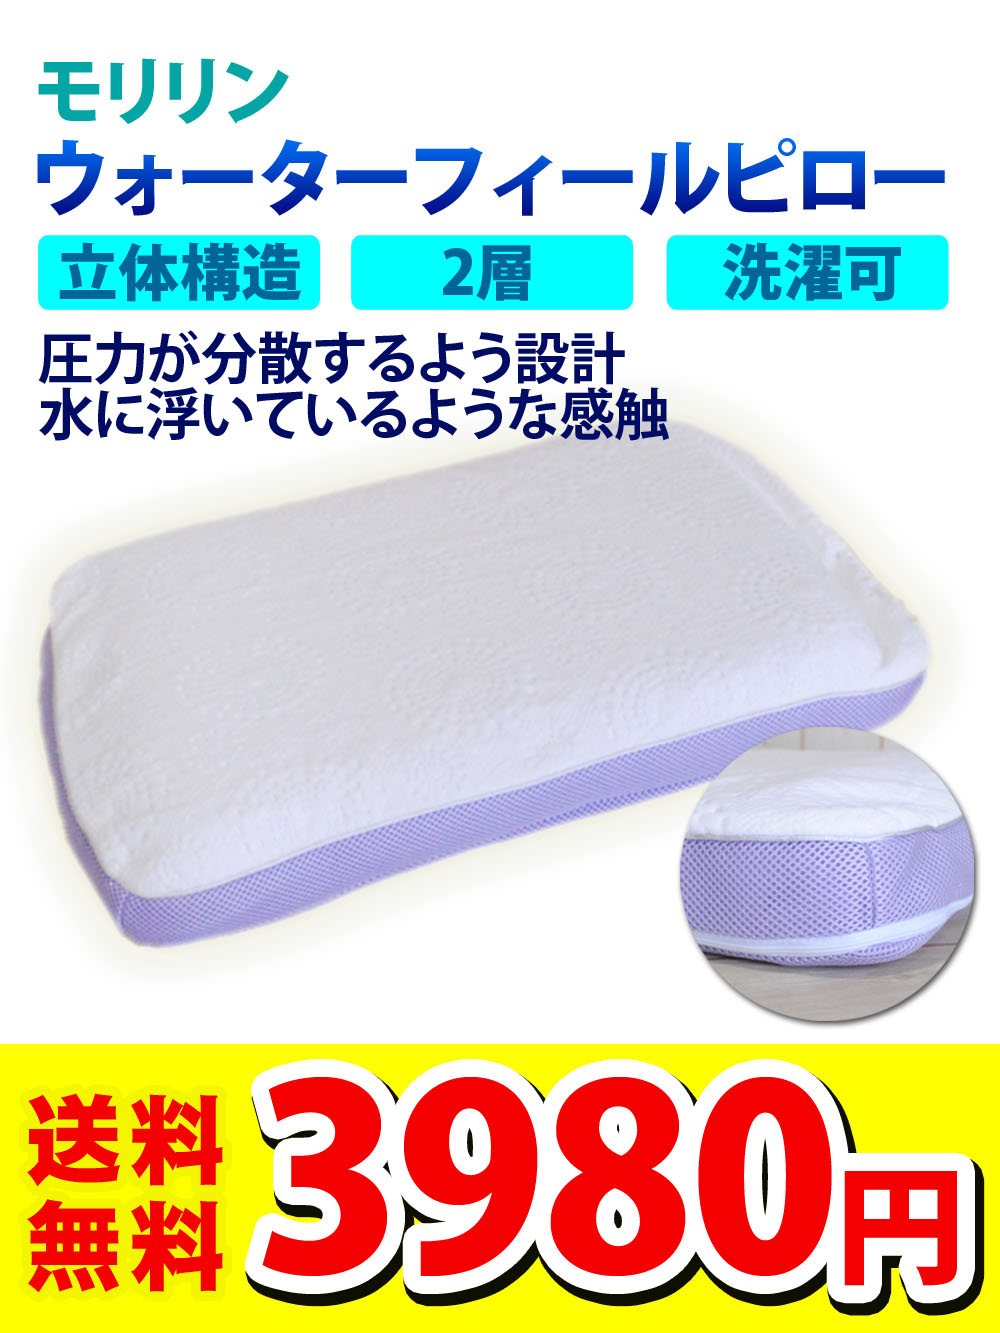 モリリン
ウォーターフィールピロー
立体構造 2層 洗濯可
圧力が分散するよう設計
水に浮いているような感触
送料
無料
3980円